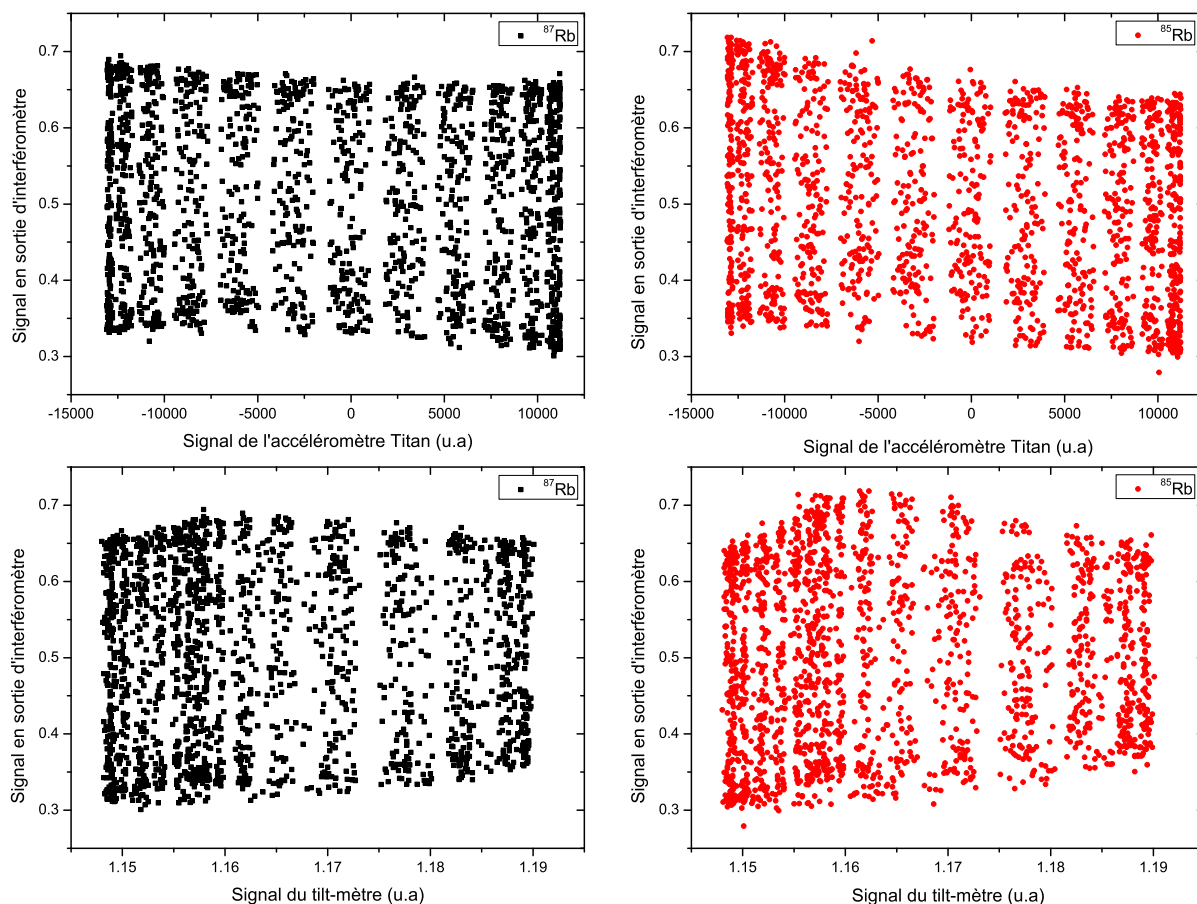 0.7
0.6
0.5
0.4
0.3
-15000 -10000 -5000 0 5000 10000
Signal en sortie d'interféromètre
Signal de l'accéléromètre Titan (u.a)
⁸⁷Rb
0.7
0.6
0.5
0.4
0.3
-15000 -10000 -5000 0 5000 10000
Signal en sortie d'interféromètre
Signal de l'accéléromètre Titan (u.a)
⁸⁵Rb
0.7
0.6
0.5
0.4
0.3
1.15 1.16 1.17 1.18 1.19
Signal en sortie d'interféromètre
Signal du tilt-mètre (u.a)
⁸⁷Rb
0.7
0.6
0.5
0.4
0.3
1.15 1.16 1.17 1.18 1.19
Signal en sortie d'interféromètre
Signal du tilt-mètre (u.a)
⁸⁵Rb